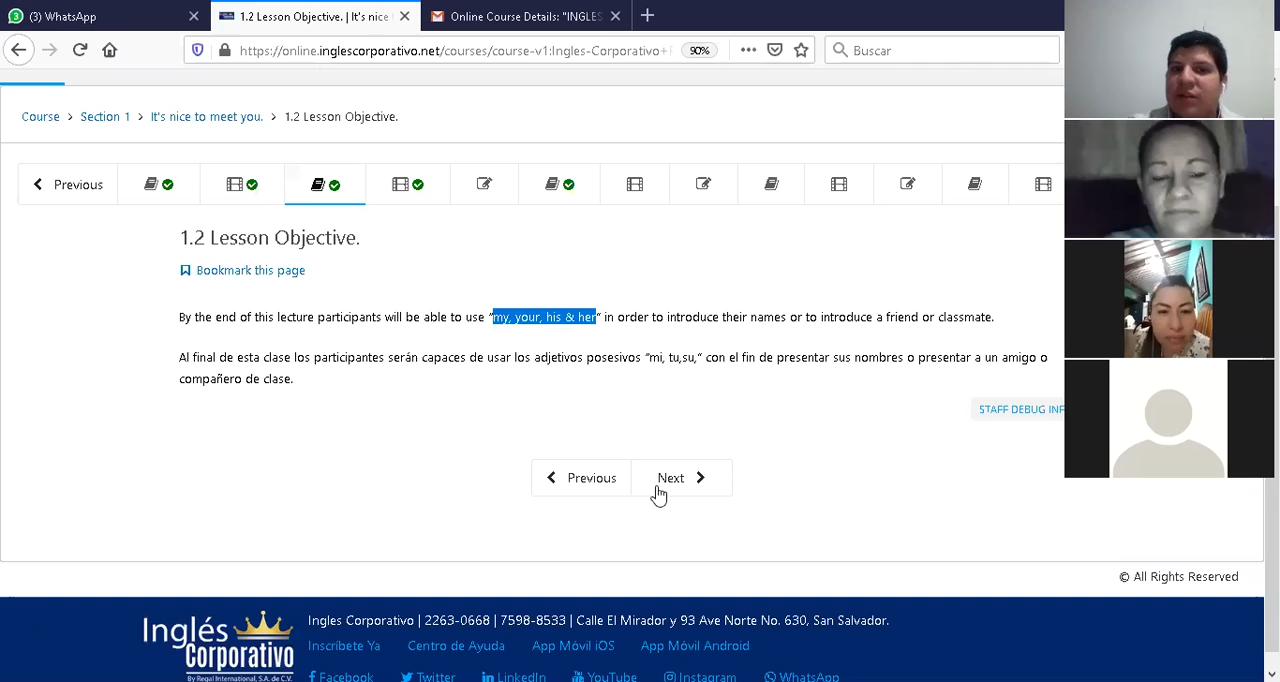 (3) WhatsApp
1.2 Lesson Objective. | It's nice
Online Course Details: "INGLES
https://online.inglescorporativo.net/courses/course-v1:Ingles-Corporativo+
90%
Buscar
Course > Section 1 > It's nice to meet you. > 1.2 Lesson Objective.
Previous
1.2 Lesson Objective.
Bookmark this page
By the end of this lecture participants will be able to use “my, your, his & her” in order to introduce their names or to introduce a friend or classmate.
Al final de esta clase los participantes serán capaces de usar los adjetivos posesivos “mi, tu,su,” con el fin de presentar sus nombres o presentar a un amigo o
compañero de clase.
STAFF DEBUG INF
Previous
Next
© All Rights Reserved
Inglés
Corporativo
By Regal International, S.A. de C.V.
Ingles Corporativo | 2263-0668 | 7598-8533 | Calle El Mirador y 93 Ave Norte No. 630, San Salvador.
Inscríbete Ya Centro de Ayuda App Móvil iOS App Móvil Android
Facebook Twitter LinkedIn YouTube Instagram WhatsApp